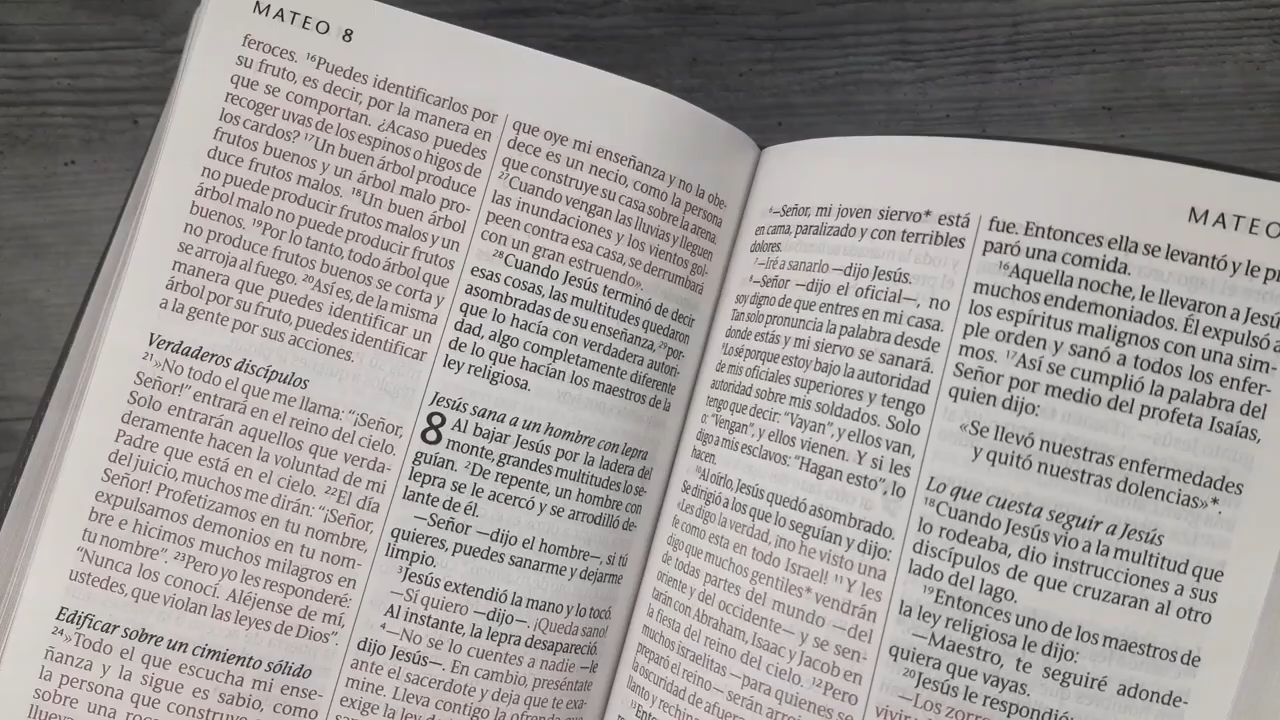 MATEO 8
feroces. ¹⁶Puedes identificarlos por
su fruto, es decir, por la manera en
que se comportan. ¿Acaso puedes
recoger uvas de los espinos o higos de
los cardos? ¹⁷Un buen árbol produce
frutos buenos y un árbol malo pro-
duce frutos malos. ¹⁸Un buen árbol
no puede producir frutos malos y un
árbol malo no puede producir frutos
buenos. ¹⁹Por lo tanto, todo árbol que
no produce frutos buenos se corta y
se arroja al fuego. ²⁰Así es, de la misma
manera que puedes identificar un
árbol por su fruto, puedes identificar
a la gente por sus acciones.
Verdaderos discípulos
²¹»No todo el que me llama: “¡Señor,
Señor!” entrará en el reino del cielo.
Solo entrarán aquellos que verda-
deramente hacen la voluntad de mi
Padre que está en el cielo. ²²El día
del juicio, muchos me dirán: “¡Señor,
Señor! Profetizamos en tu nombre,
expulsamos demonios en tu nom-
bre e hicimos muchos milagros en
tu nombre”. ²³Pero yo les responderé:
“Nunca los conocí. Aléjense de mí,
ustedes, que violan las leyes de Dios”.
Edificar sobre un cimiento sólido
²⁴»Todo el que escucha mi ense-
ñanza y la sigue es sabio, como
la persona que construye su casa
sobre una roca
que oye mi enseñanza y no la obe-
dece es un necio, como la persona
que construye su casa sobre la arena.
²⁷Cuando vengan las lluvias y lleguen
las inundaciones y los vientos gol-
peen contra esa casa, se derrumbará
con un gran estruendo».
²⁸Cuando Jesús terminó de decir
esas cosas, las multitudes quedaron
asombradas de su enseñanza, ²⁹por-
que lo hacía con verdadera autori-
dad, algo completamente diferente
de lo que hacían los maestros de la
ley religiosa.
Jesús sana a un hombre con lepra
8 Al bajar Jesús por la ladera del
monte, grandes multitudes lo se-
guían. ²De repente, un hombre con
lepra se le acercó y se arrodilló de-
lante de él.
—Señor —dijo el hombre—, si tú
quieres, puedes sanarme y dejarme
limpio.
³Jesús extendió la mano y lo tocó.
—Sí quiero —dijo—. ¡Queda sano!
Al instante, la lepra desapareció.
⁴—No se lo cuentes a nadie —le
dijo Jesús—. En cambio, preséntate
ante el sacerdote y deja que te exa-
mine. Lleva contigo la ofrenda que
exige la ley de
MATEO
⁶—Señor, mi joven siervo* está
en cama, paralizado y con terribles
dolores.
⁷—Iré a sanarlo —dijo Jesús.
⁸—Señor —dijo el oficial—, no
soy digno de que entres en mi casa.
Tan solo pronuncia la palabra desde
donde estás y mi siervo se sanará.
⁹Lo sé porque estoy bajo la autoridad
de mis oficiales superiores y tengo
autoridad sobre mis soldados. Solo
tengo que decir: “Vayan”, y ellos van,
o: “Vengan”, y ellos vienen. Y si les
digo a mis esclavos: “Hagan esto”, lo
hacen.
¹⁰Al oírlo, Jesús quedó asombrado.
Se dirigió a los que lo seguían y dijo:
«Les digo la verdad, ¡no he visto una
fe como esta en todo Israel! ¹¹Y les
digo que muchos gentiles* vendrán
de todas partes del mundo —del
oriente y del occidente— y se sen-
tarán con Abraham, Isaac y Jacob en
la fiesta del reino del cielo. ¹²Pero
muchos israelitas —para quienes se
preparó el reino— serán
la oscuridad de afuera
llanto y rechinar
¹³Entonces
fue. Entonces ella se levantó y le
paró una comida.
¹⁶Aquella noche, le llevaron a Jesús
muchos endemoniados. Él expulsó a
los espíritus malignos con una sim-
ple orden y sanó a todos los enfer-
mos. ¹⁷Así se cumplió la palabra del
Señor por medio del profeta Isaías,
quien dijo:
«Se llevó nuestras enfermedades
y quitó nuestras dolencias»*.
Lo que cuesta seguir a Jesús
¹⁸Cuando Jesús vio a la multitud que
lo rodeaba, dio instrucciones a sus
discípulos de que cruzaran al otro
lado del lago.
¹⁹Entonces uno de los maestros de
la ley religiosa le dijo:
—Maestro, te seguiré adonde-
quiera que vayas.
²⁰Jesús le respondió:
—Los zorros
vivir